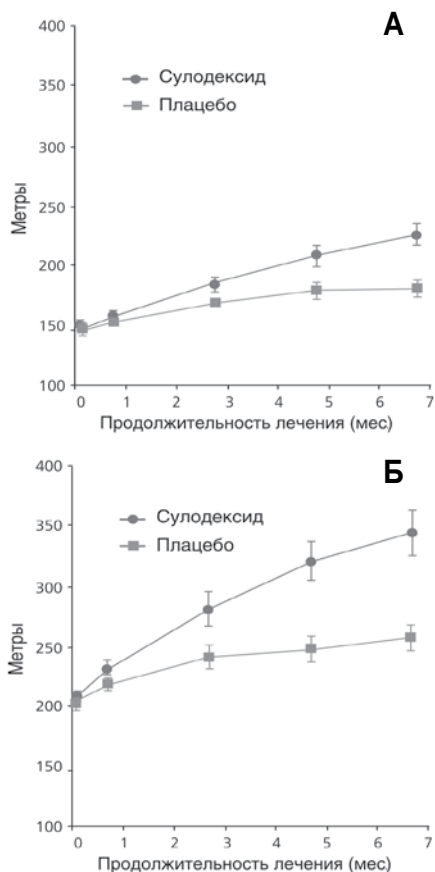 А
400
350
300
250
200
150
100
Метры
Сулодексид
Плацебо
0 1 2 3 4 5 6 7
Продолжительность лечения (мес)
Б
400
350
300
250
200
150
100
Метры
Сулодексид
Плацебо
0 1 2 3 4 5 6 7
Продолжительность лечения (мес)